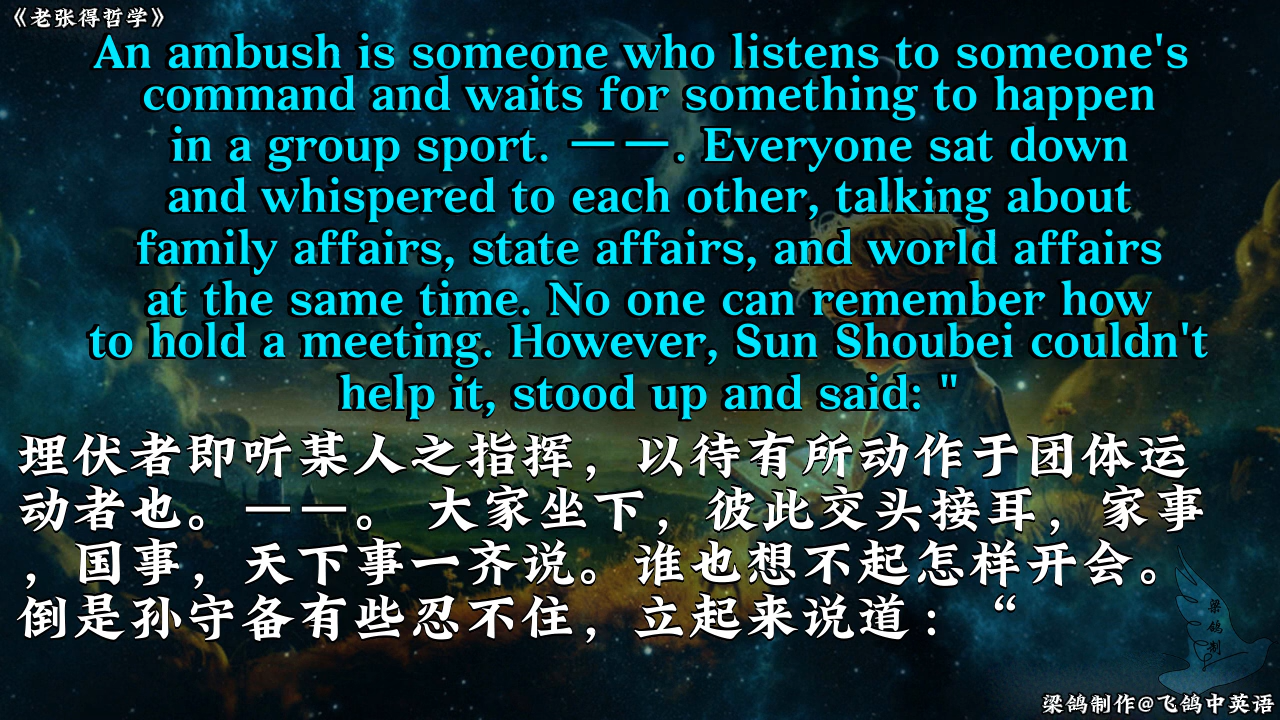 《老张得哲学》
An ambush is someone who listens to someone's
command and waits for something to happen
in a group sport. 一一. Everyone sat down
and whispered to each other, talking about
family affairs, state affairs, and world affairs
at the same time. No one can remember how
to hold a meeting. However, Sun Shoubei couldn't
help it, stood up and said: "
埋伏者即听某人之指挥，以待有所动作于团体运
动者也。一一。 大家坐下，彼此交头接耳，家事
，国事，天下事一齐说。谁也想不起怎样开会。
倒是孙守备有些忍不住，立起来说道：“
梁
鸽
制
梁鸽制作@飞鸽中英语